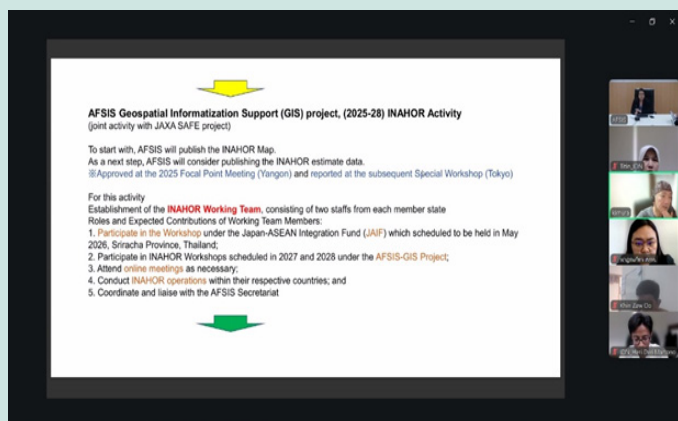 AFSIS Geospatial Informatization Support (GIS) project, (2025-28) INAHOR Activity
(joint activity with JAXA SAFE project)
To start with, AFSIS will publish the INAHOR Map.
As a next step, AFSIS will consider publishing the INAHOR estimate data.
※Approved at the 2025 Focal Point Meeting (Yangon) and reported at the subsequent Special Workshop (Tokyo)
For this activity
Establishment of the INAHOR Working Team, consisting of two staffs from each member state
Roles and Expected Contributions of Working Team Members:
1. Participate in the Workshop under the Japan-ASEAN Integration Fund (JAIF) which scheduled to be held in May
2026, Sriracha Province, Thailand;
2. Participate in INAHOR Workshops scheduled in 2027 and 2028 under the AFSIS-GIS Project;
3. Attend online meetings as necessary;
4. Conduct INAHOR operations within their respective countries; and
5. Coordinate and liaise with the AFSIS Secretariat
AFSIS
Khin Zaw Oo